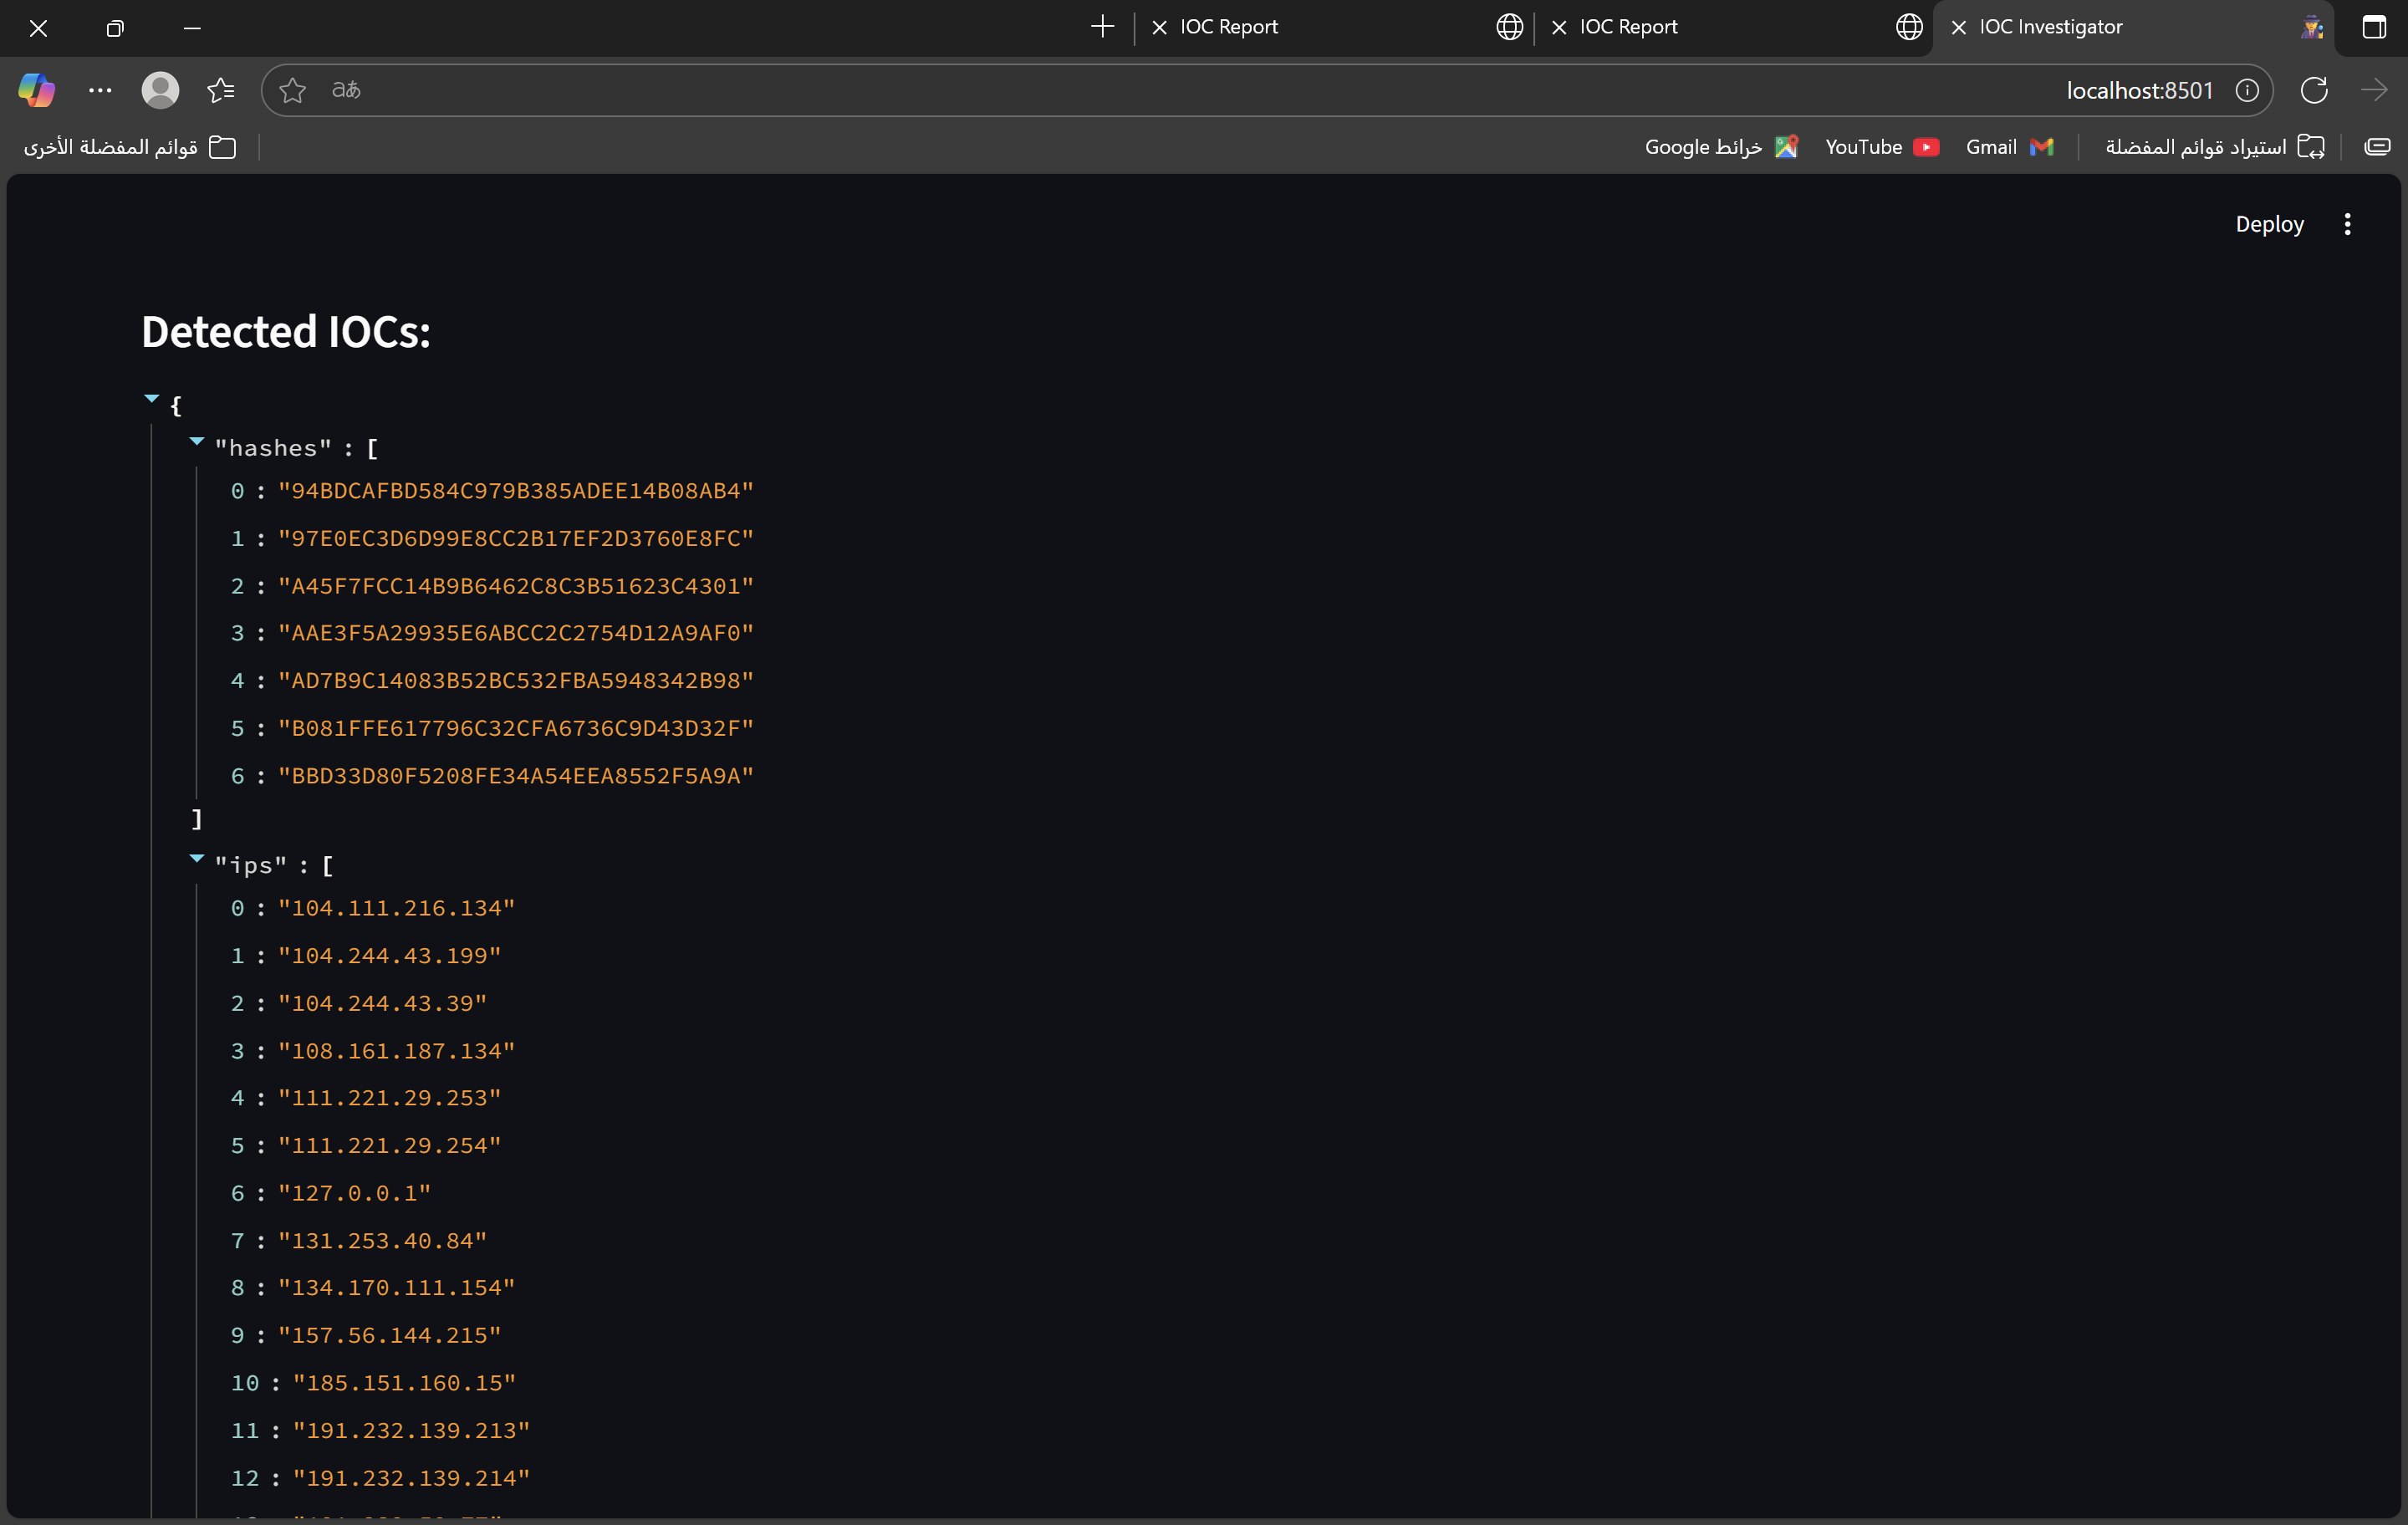 IOC Report
IOC Report
IOC Investigator
localhost:8501
قوائم المفضلة الأخرى
خرائط Google
YouTube
Gmail
استيراد قوائم المفضلة
Deploy
Detected IOCs:
{
"hashes" : [
0 : "94BDCAFBD584C979B385ADEE14B08AB4"
1 : "97E0EC3D6D99E8CC2B17EF2D3760E8FC"
2 : "A45F7FCC14B9B6462C8C3B51623C4301"
3 : "AAE3F5A29935E6ABCC2C2754D12A9AF0"
4 : "AD7B9C14083B52BC532FBA5948342B98"
5 : "B081FFE617796C32CFA6736C9D43D32F"
6 : "BBD33D80F5208FE34A54EEA8552F5A9A"
]
"ips" : [
0 : "104.111.216.134"
1 : "104.244.43.199"
2 : "104.244.43.39"
3 : "108.161.187.134"
4 : "111.221.29.253"
5 : "111.221.29.254"
6 : "127.0.0.1"
7 : "131.253.40.84"
8 : "134.170.111.154"
9 : "157.56.144.215"
10 : "185.151.160.15"
11 : "191.232.139.213"
12 : "191.232.139.214"